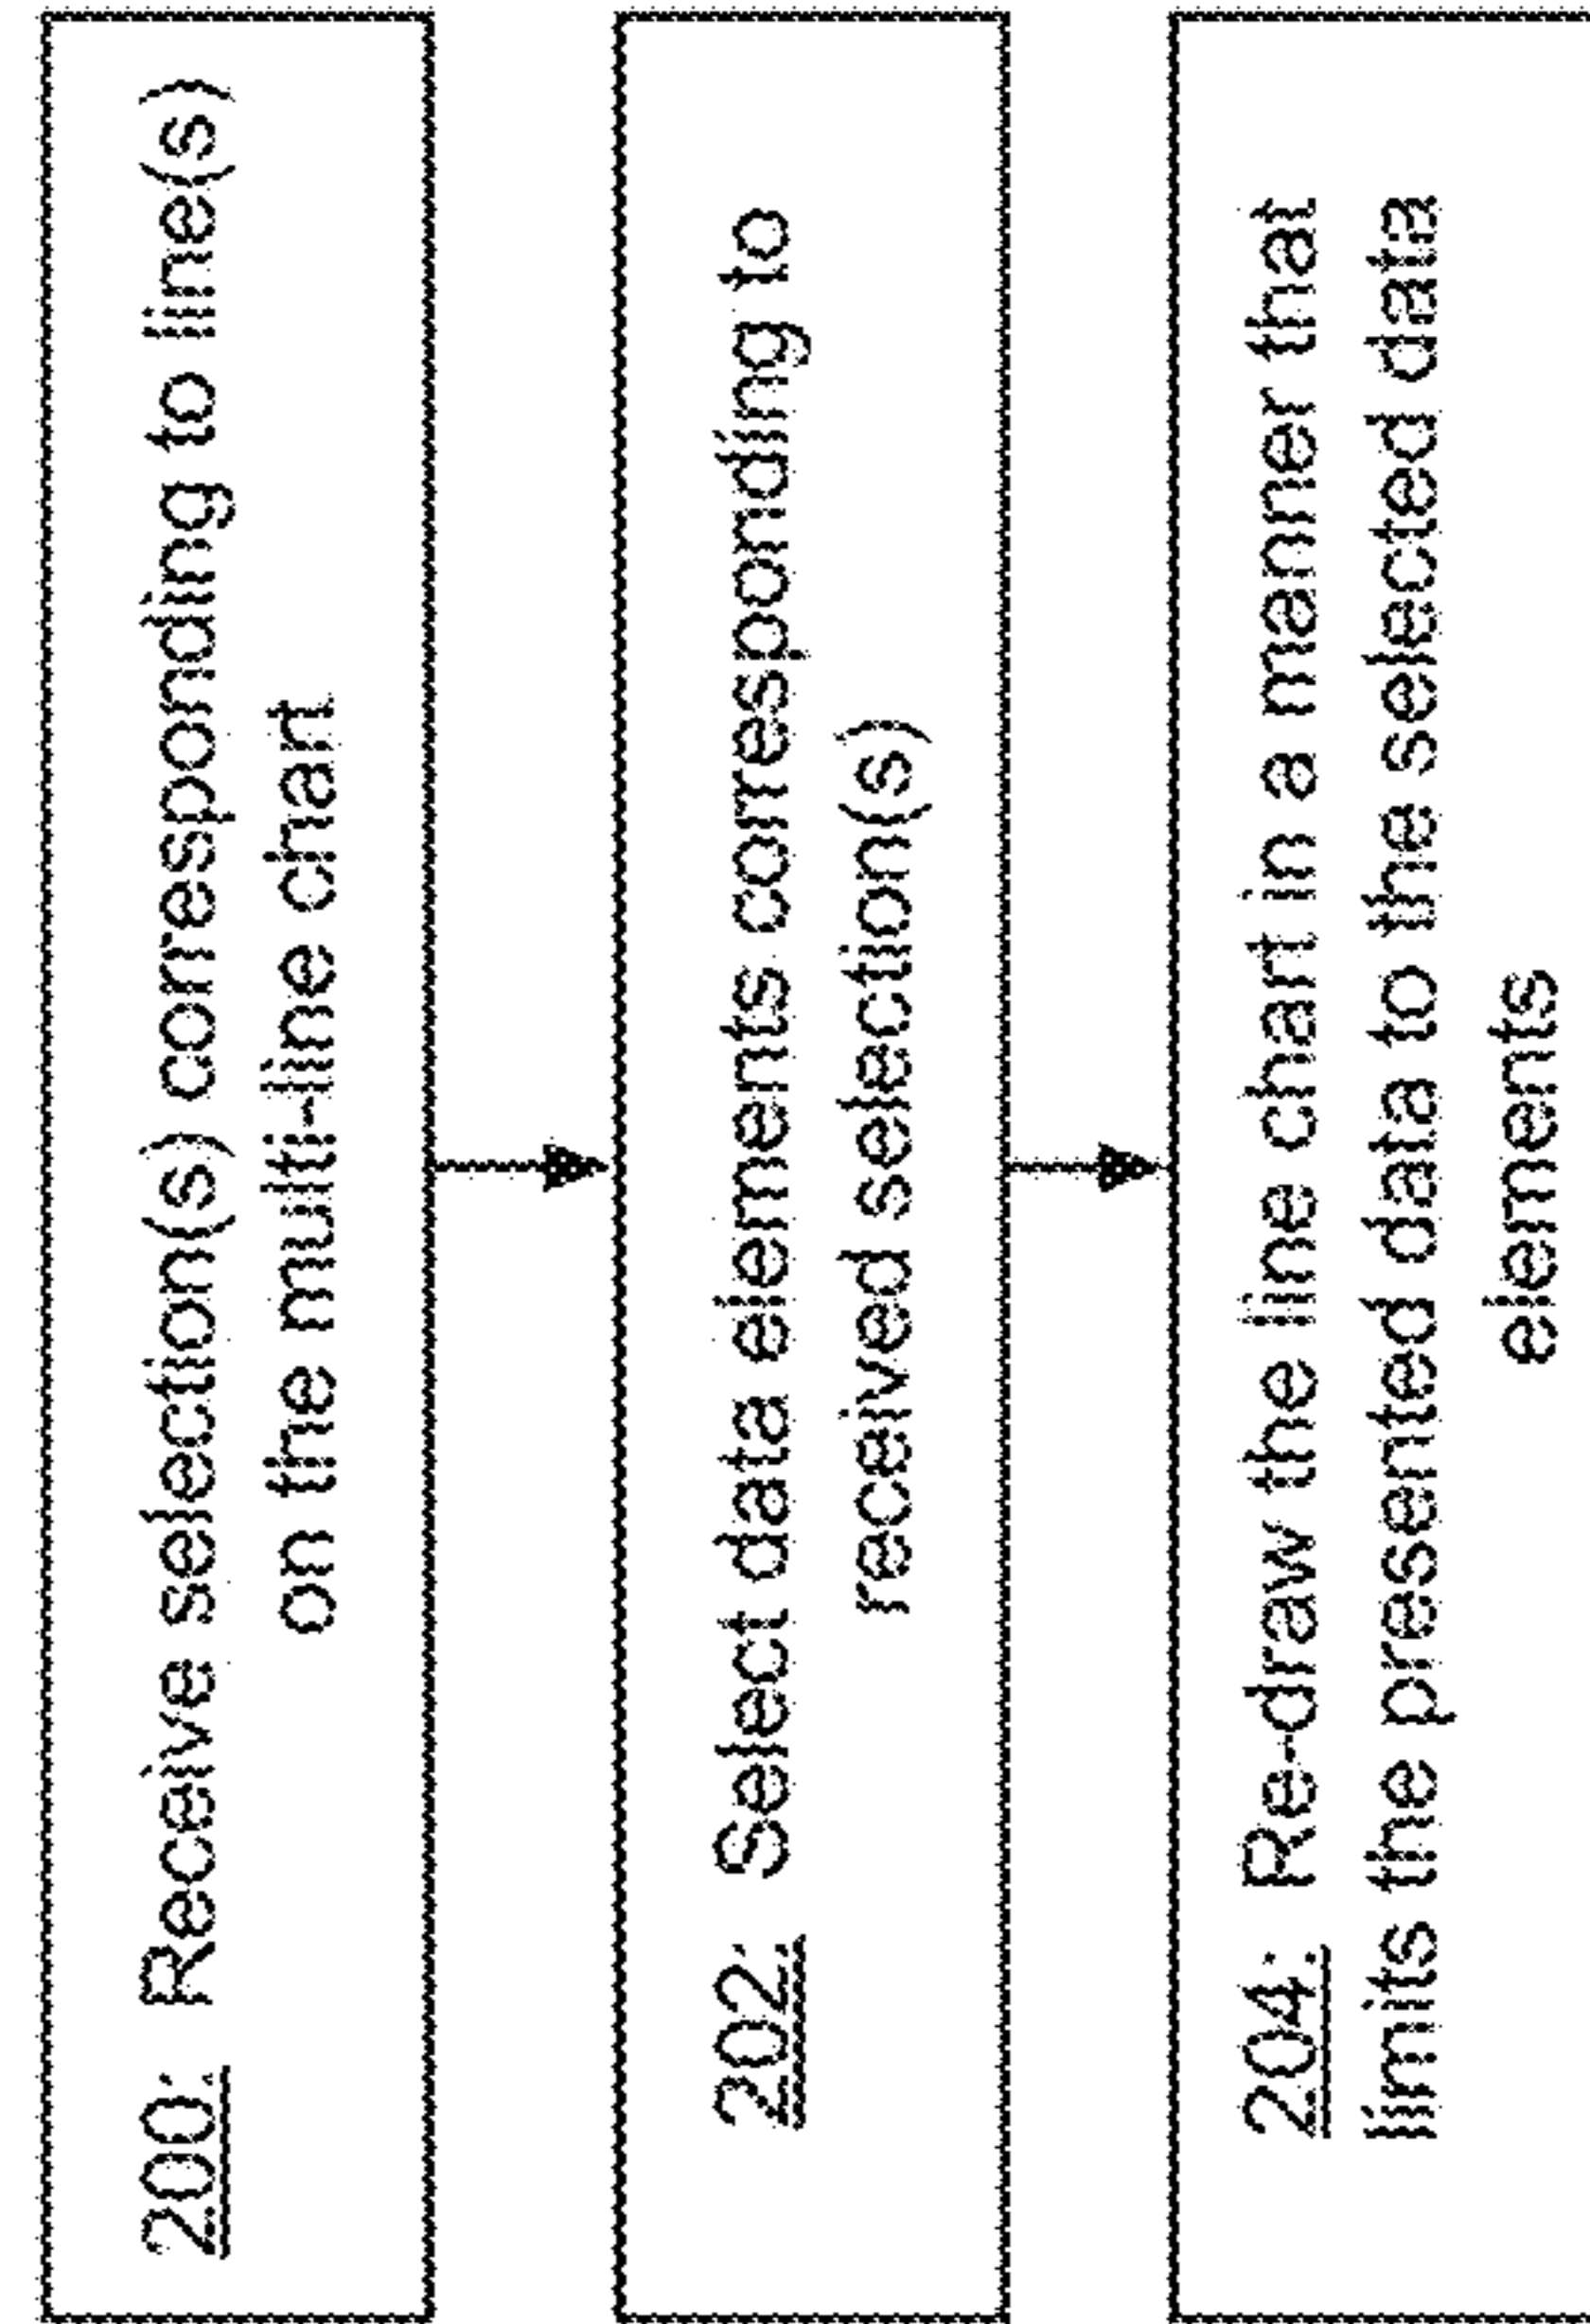 200: Receive selection(s) corresponding to line(s)
on the multi-line chart
202: Select data elements corresponding to
received selection(s)
204: Re-draw the line chart in a manner that
limits the presented data to the selected data
elements